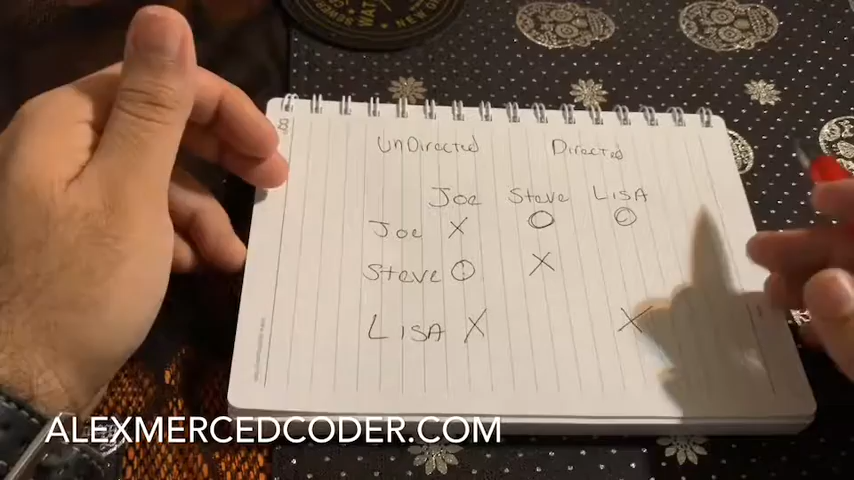 UnDirected Directed
Joe Steve LISA
Joe X O O
Steve O X
LISA X X
ALEXMERCEDCODER.COM